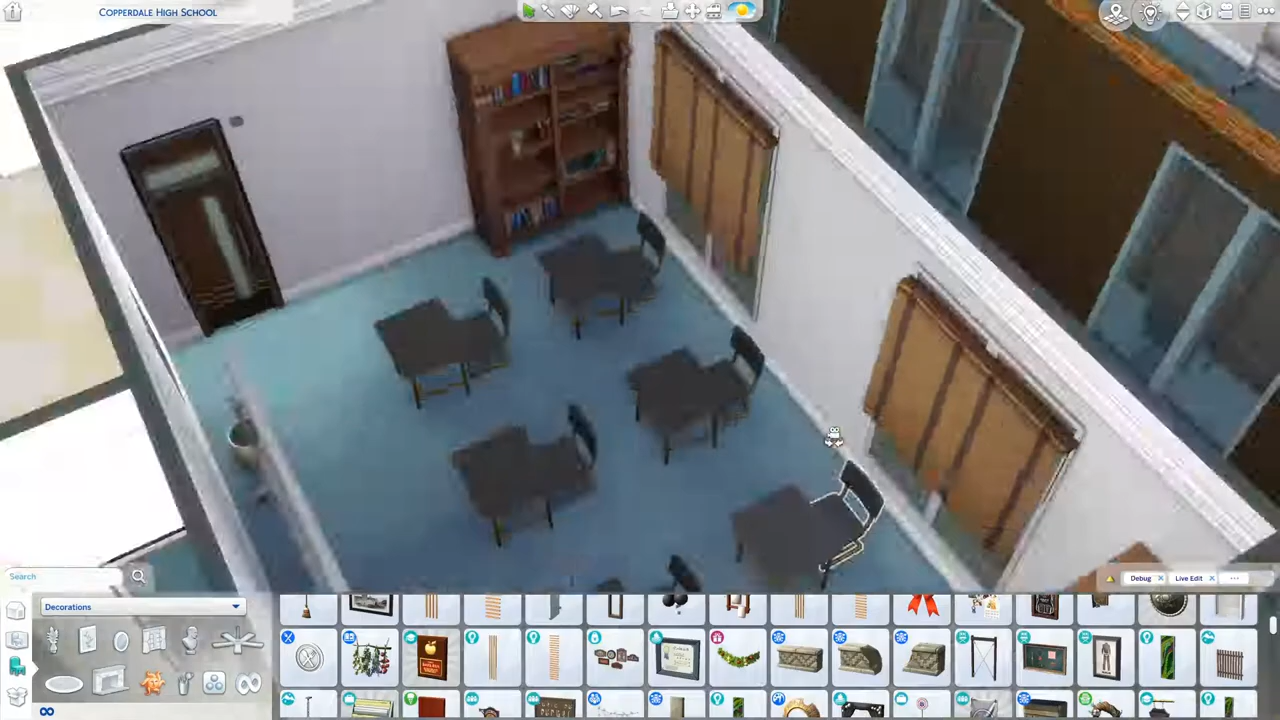 COPPERDALE HIGH SCHOOL
Search
Debug
Live Edit
Decorations